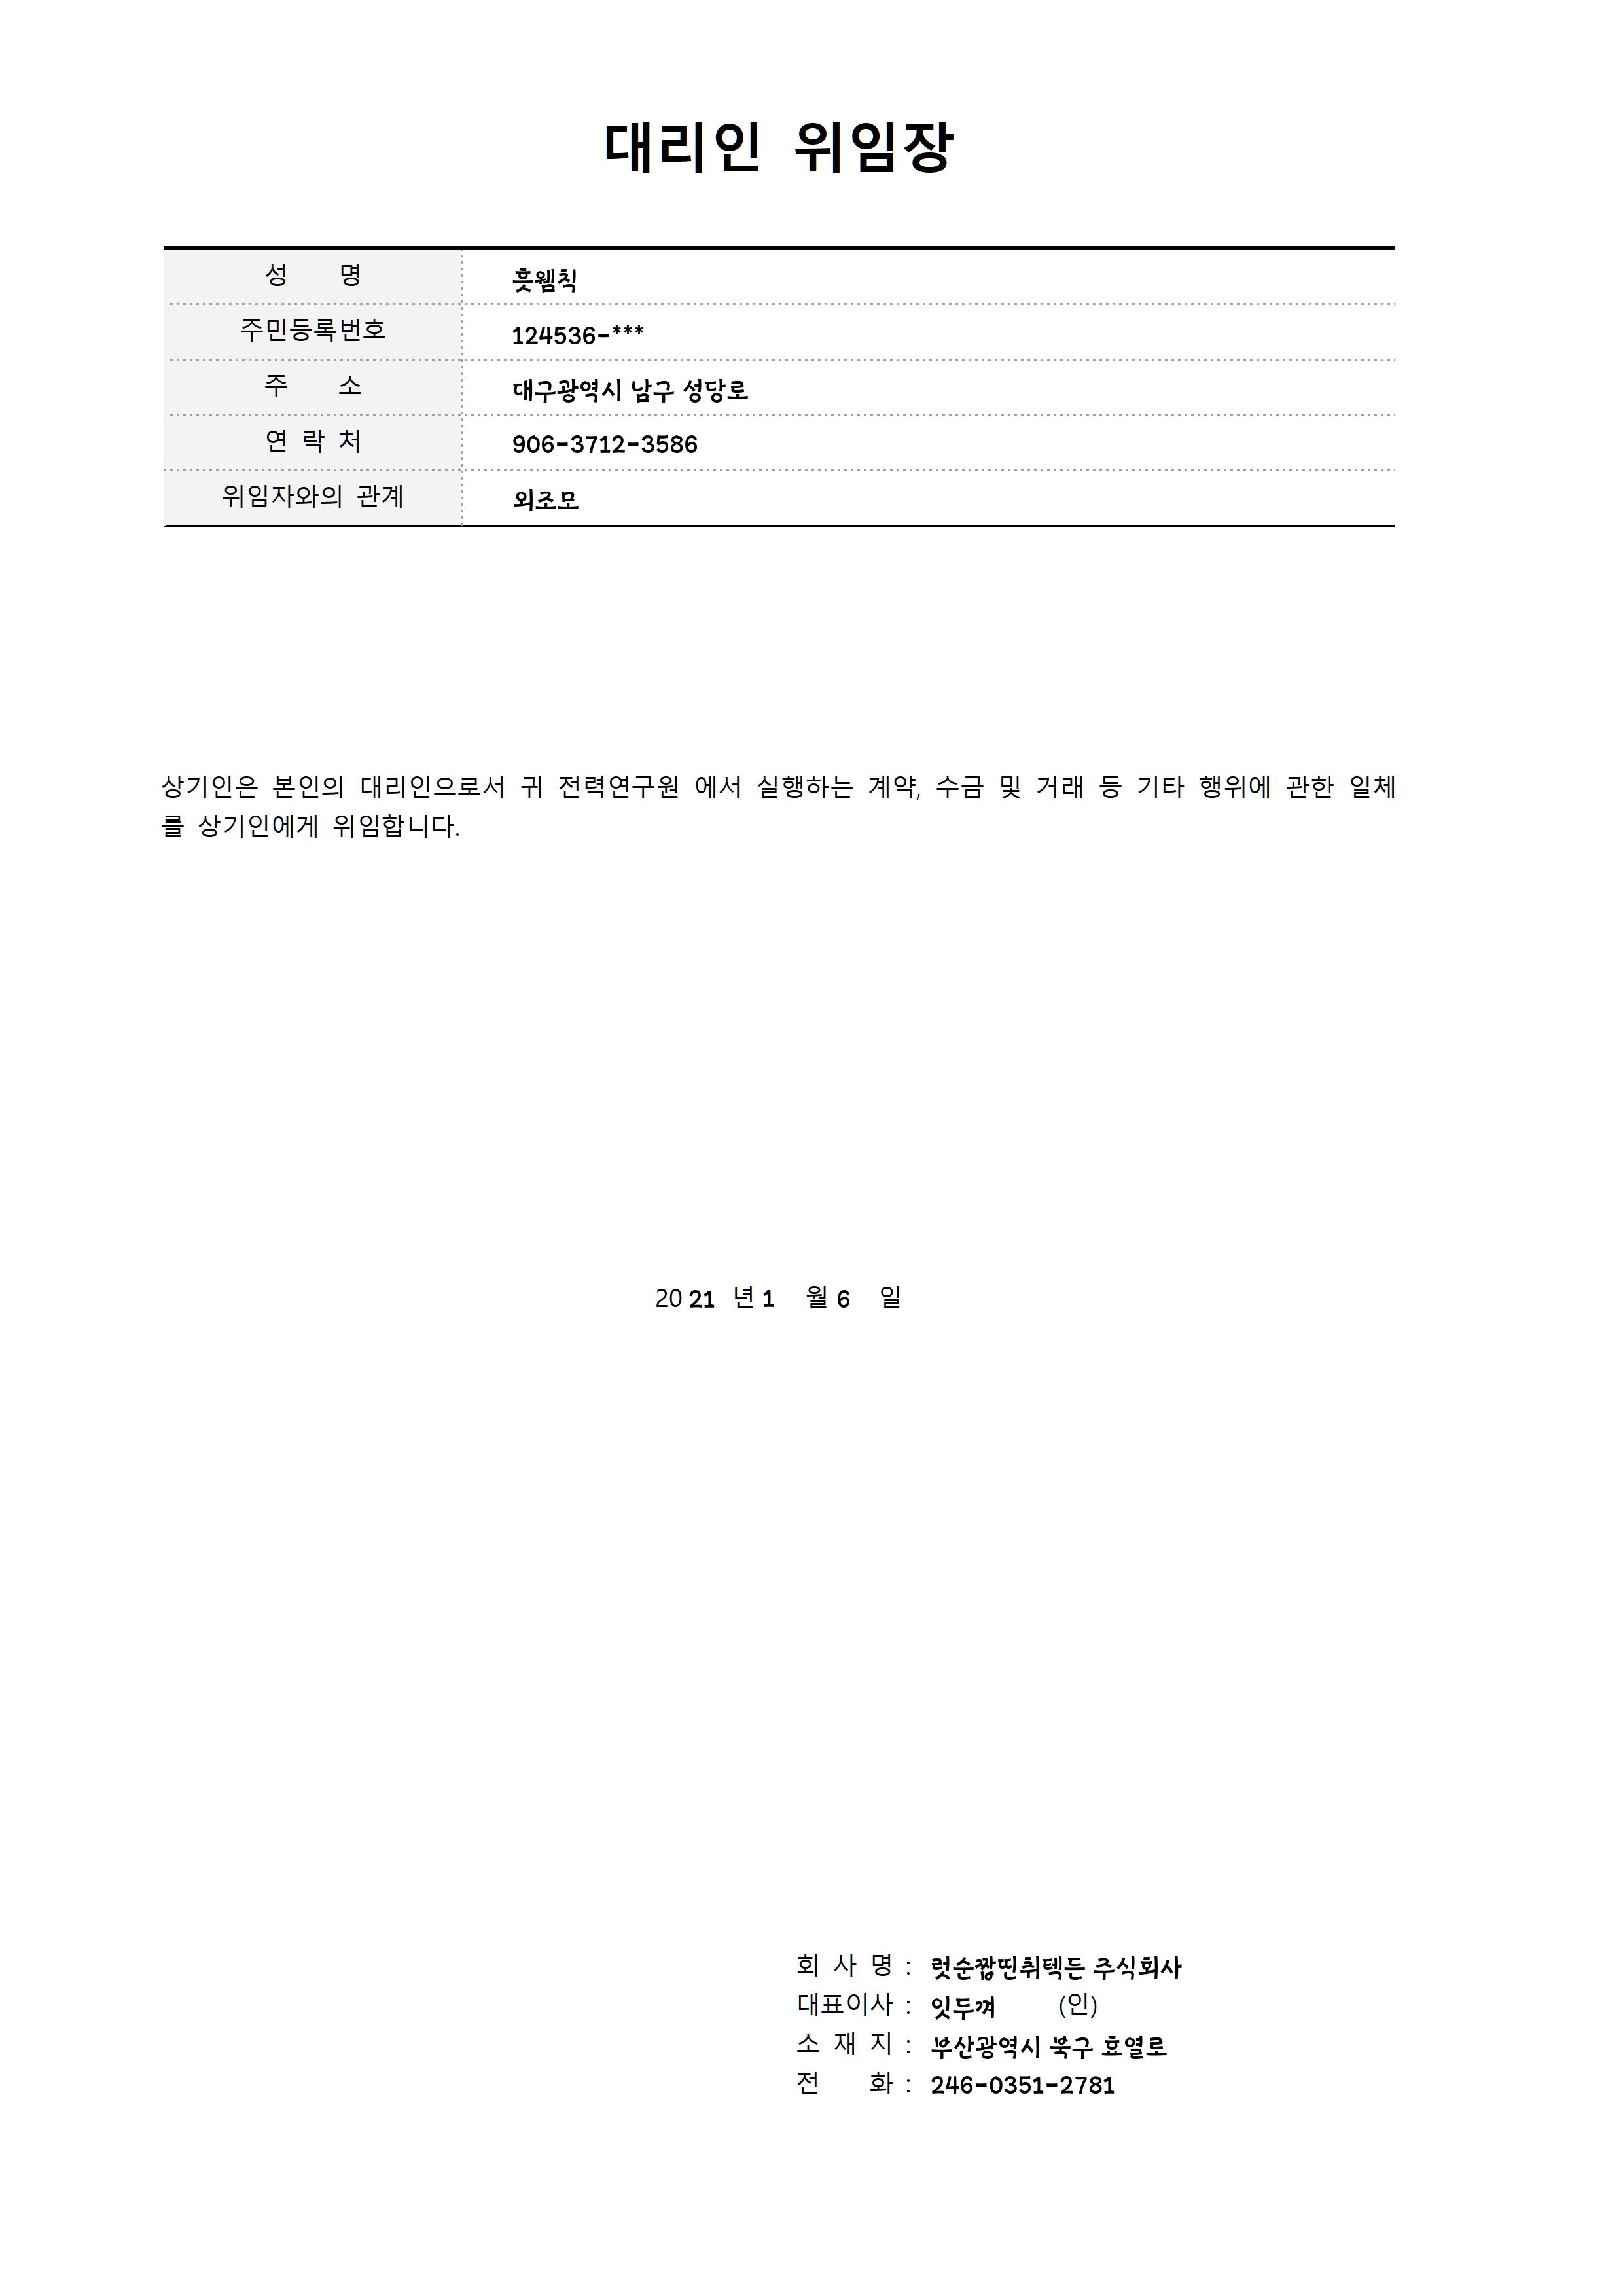 대리인 위임장
성 명 흣웸칙
주민등록번호 124536-***
주 소 대구광역시 남구 성당로
연 락 처 906-3712-3586
위임자와의 관계 외조모
상기인은 본인의 대리인으로서 귀 전력연구원 에서 실행하는 계약, 수금 및 거래 등 기타 행위에 관한 일체
를 상기인에게 위임합니다.
2021 년 1 월 6 일
회 사 명 : 럿순짧띤취텍든 주식회사
대표이사 : 잇두껴 (인)
소 재 지 : 부산광역시 북구 효열로
전 화 : 246-0351-2781